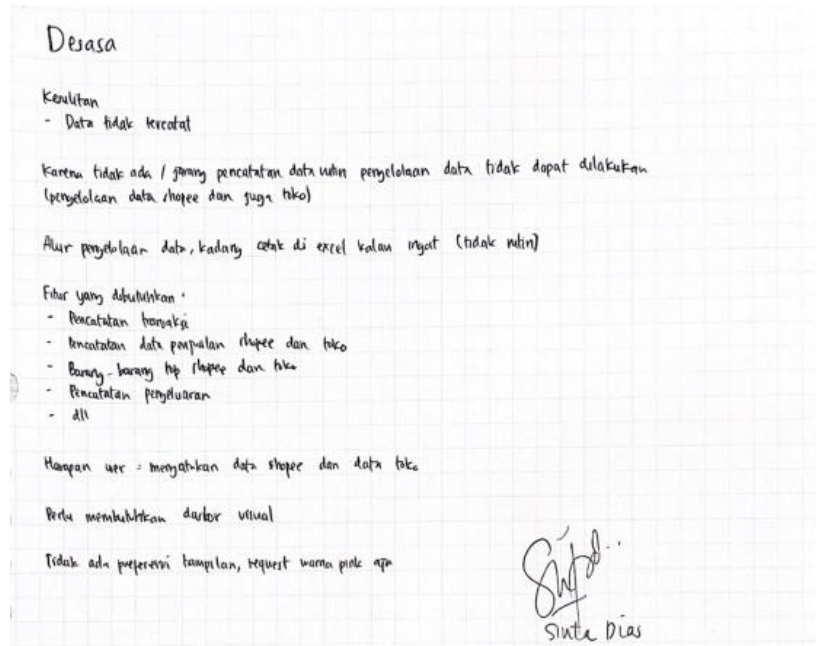 Desasa
Kesulitan
- Data tidak tercatat
Karena tidak ada / jarang pencatatan data rutin pengelolaan data tidak dapat dilakukan
(pengelolaan data shopee dan juga toko)
Alur pengelolaan data, kadang cetak di excel kalau ingat (tidak rutin)
Fitur yang dibutuhkan :
- Pencatatan transaksi
- Pencatatan data penjualan shopee dan toko
- Barang-barang top shopee dan toko
- Pencatatan pengeluaran
- dll
Harapan user = menyatukan data shopee dan data toko
Perlu membutuhkan dasbor visual
Tidak ada preferensi tampilan, request warna pink aja
Sinta Dias